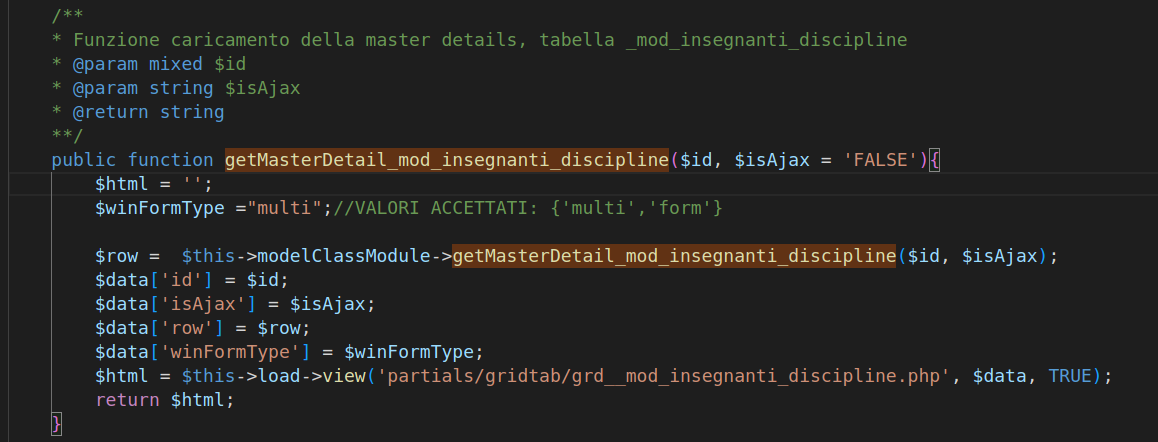 /**
* Funzione caricamento della master details, tabella _mod_insegnanti_discipline
* @param mixed $id
* @param string $isAjax
* @return string
**/
public function getMasterDetail_mod_insegnanti_discipline($id, $isAjax = 'FALSE'){
$html = '';
$winFormType ="multi";//VALORI ACCETTATI: {'multi','form'}
$row =  $this->modelClassModule->getMasterDetail_mod_insegnanti_discipline($id, $isAjax);
$data['id'] = $id;
$data['isAjax'] = $isAjax;
$data['row'] = $row;
$data['winFormType'] = $winFormType;
$html = $this->load->view('partials/gridtab/grd__mod_insegnanti_discipline.php', $data, TRUE);
return $html;
}